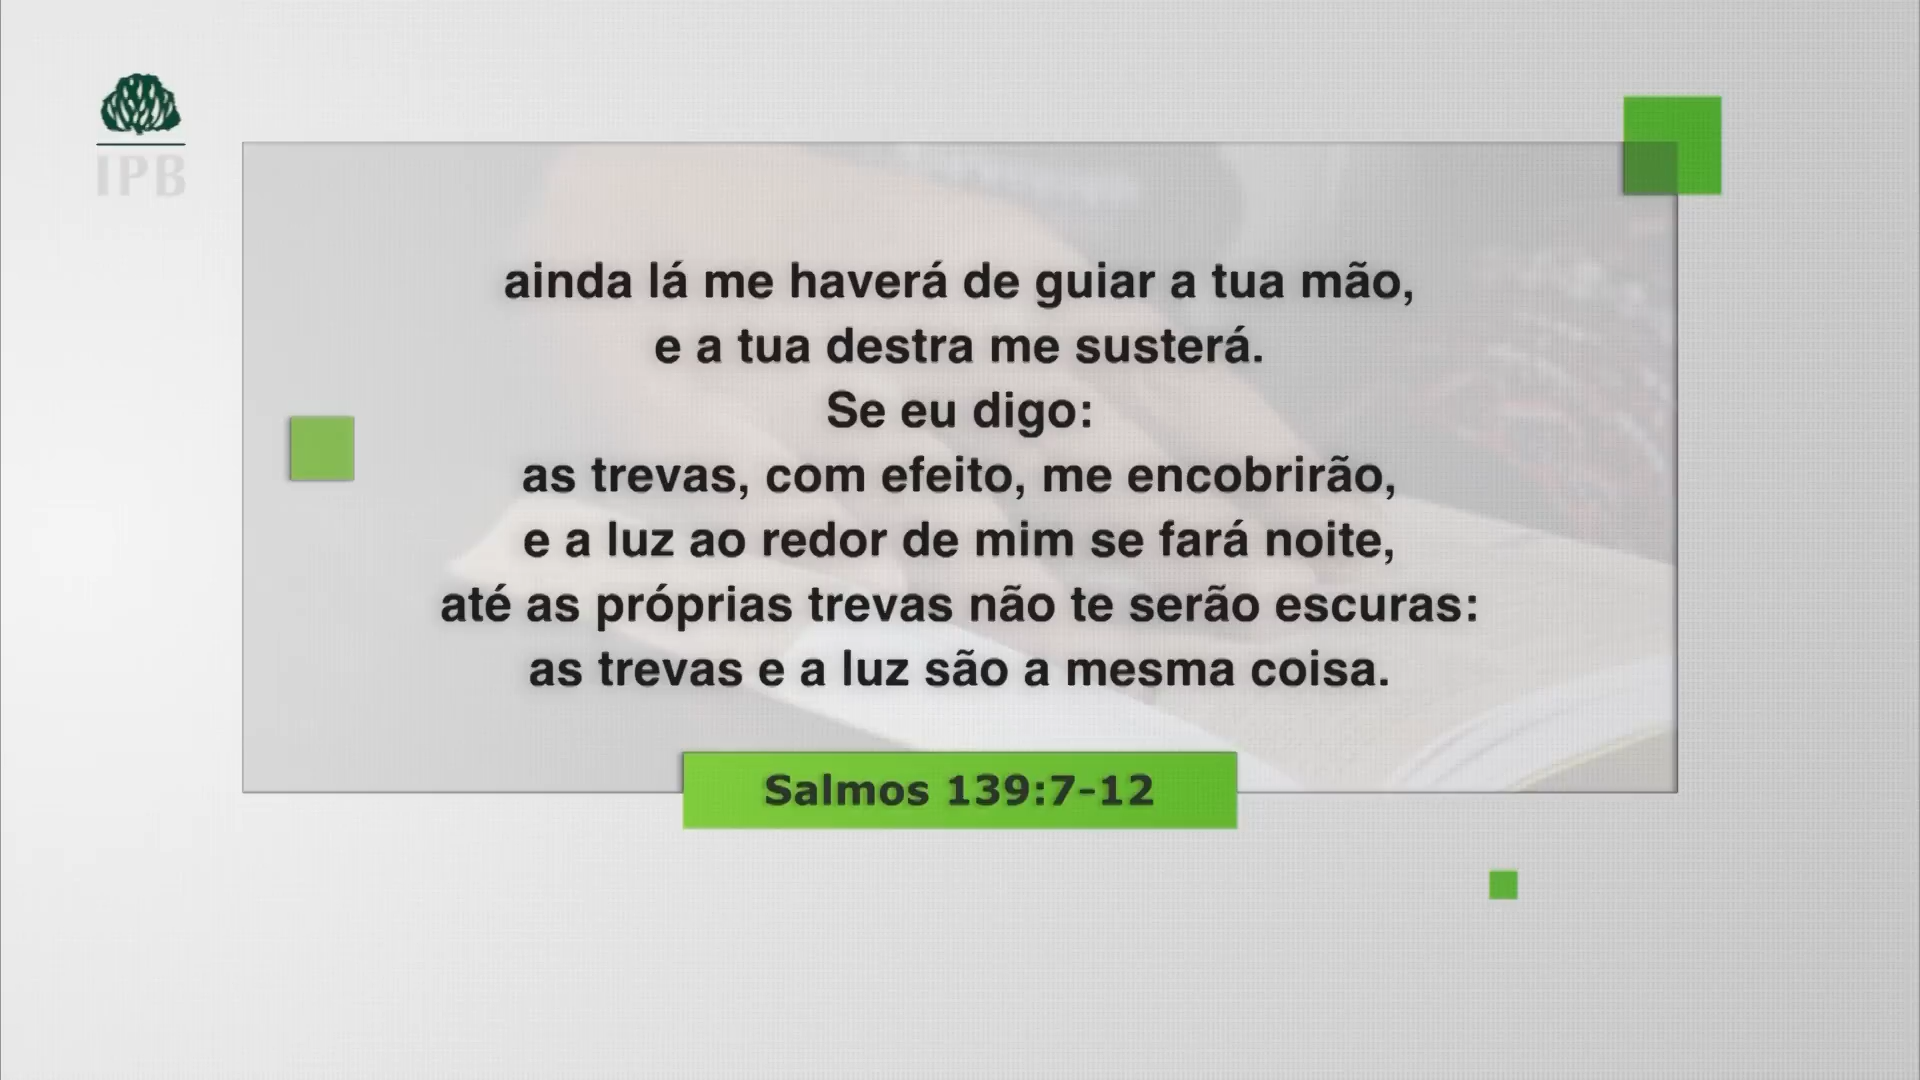 IPB
ainda lá me haverá de guiar a tua mão,
e a tua destra me susterá.
Se eu digo:
as trevas, com efeito, me encobrirão,
e a luz ao redor de mim se fará noite,
até as próprias trevas não te serão escuras:
as trevas e a luz são a mesma coisa.
Salmos 139:7-12